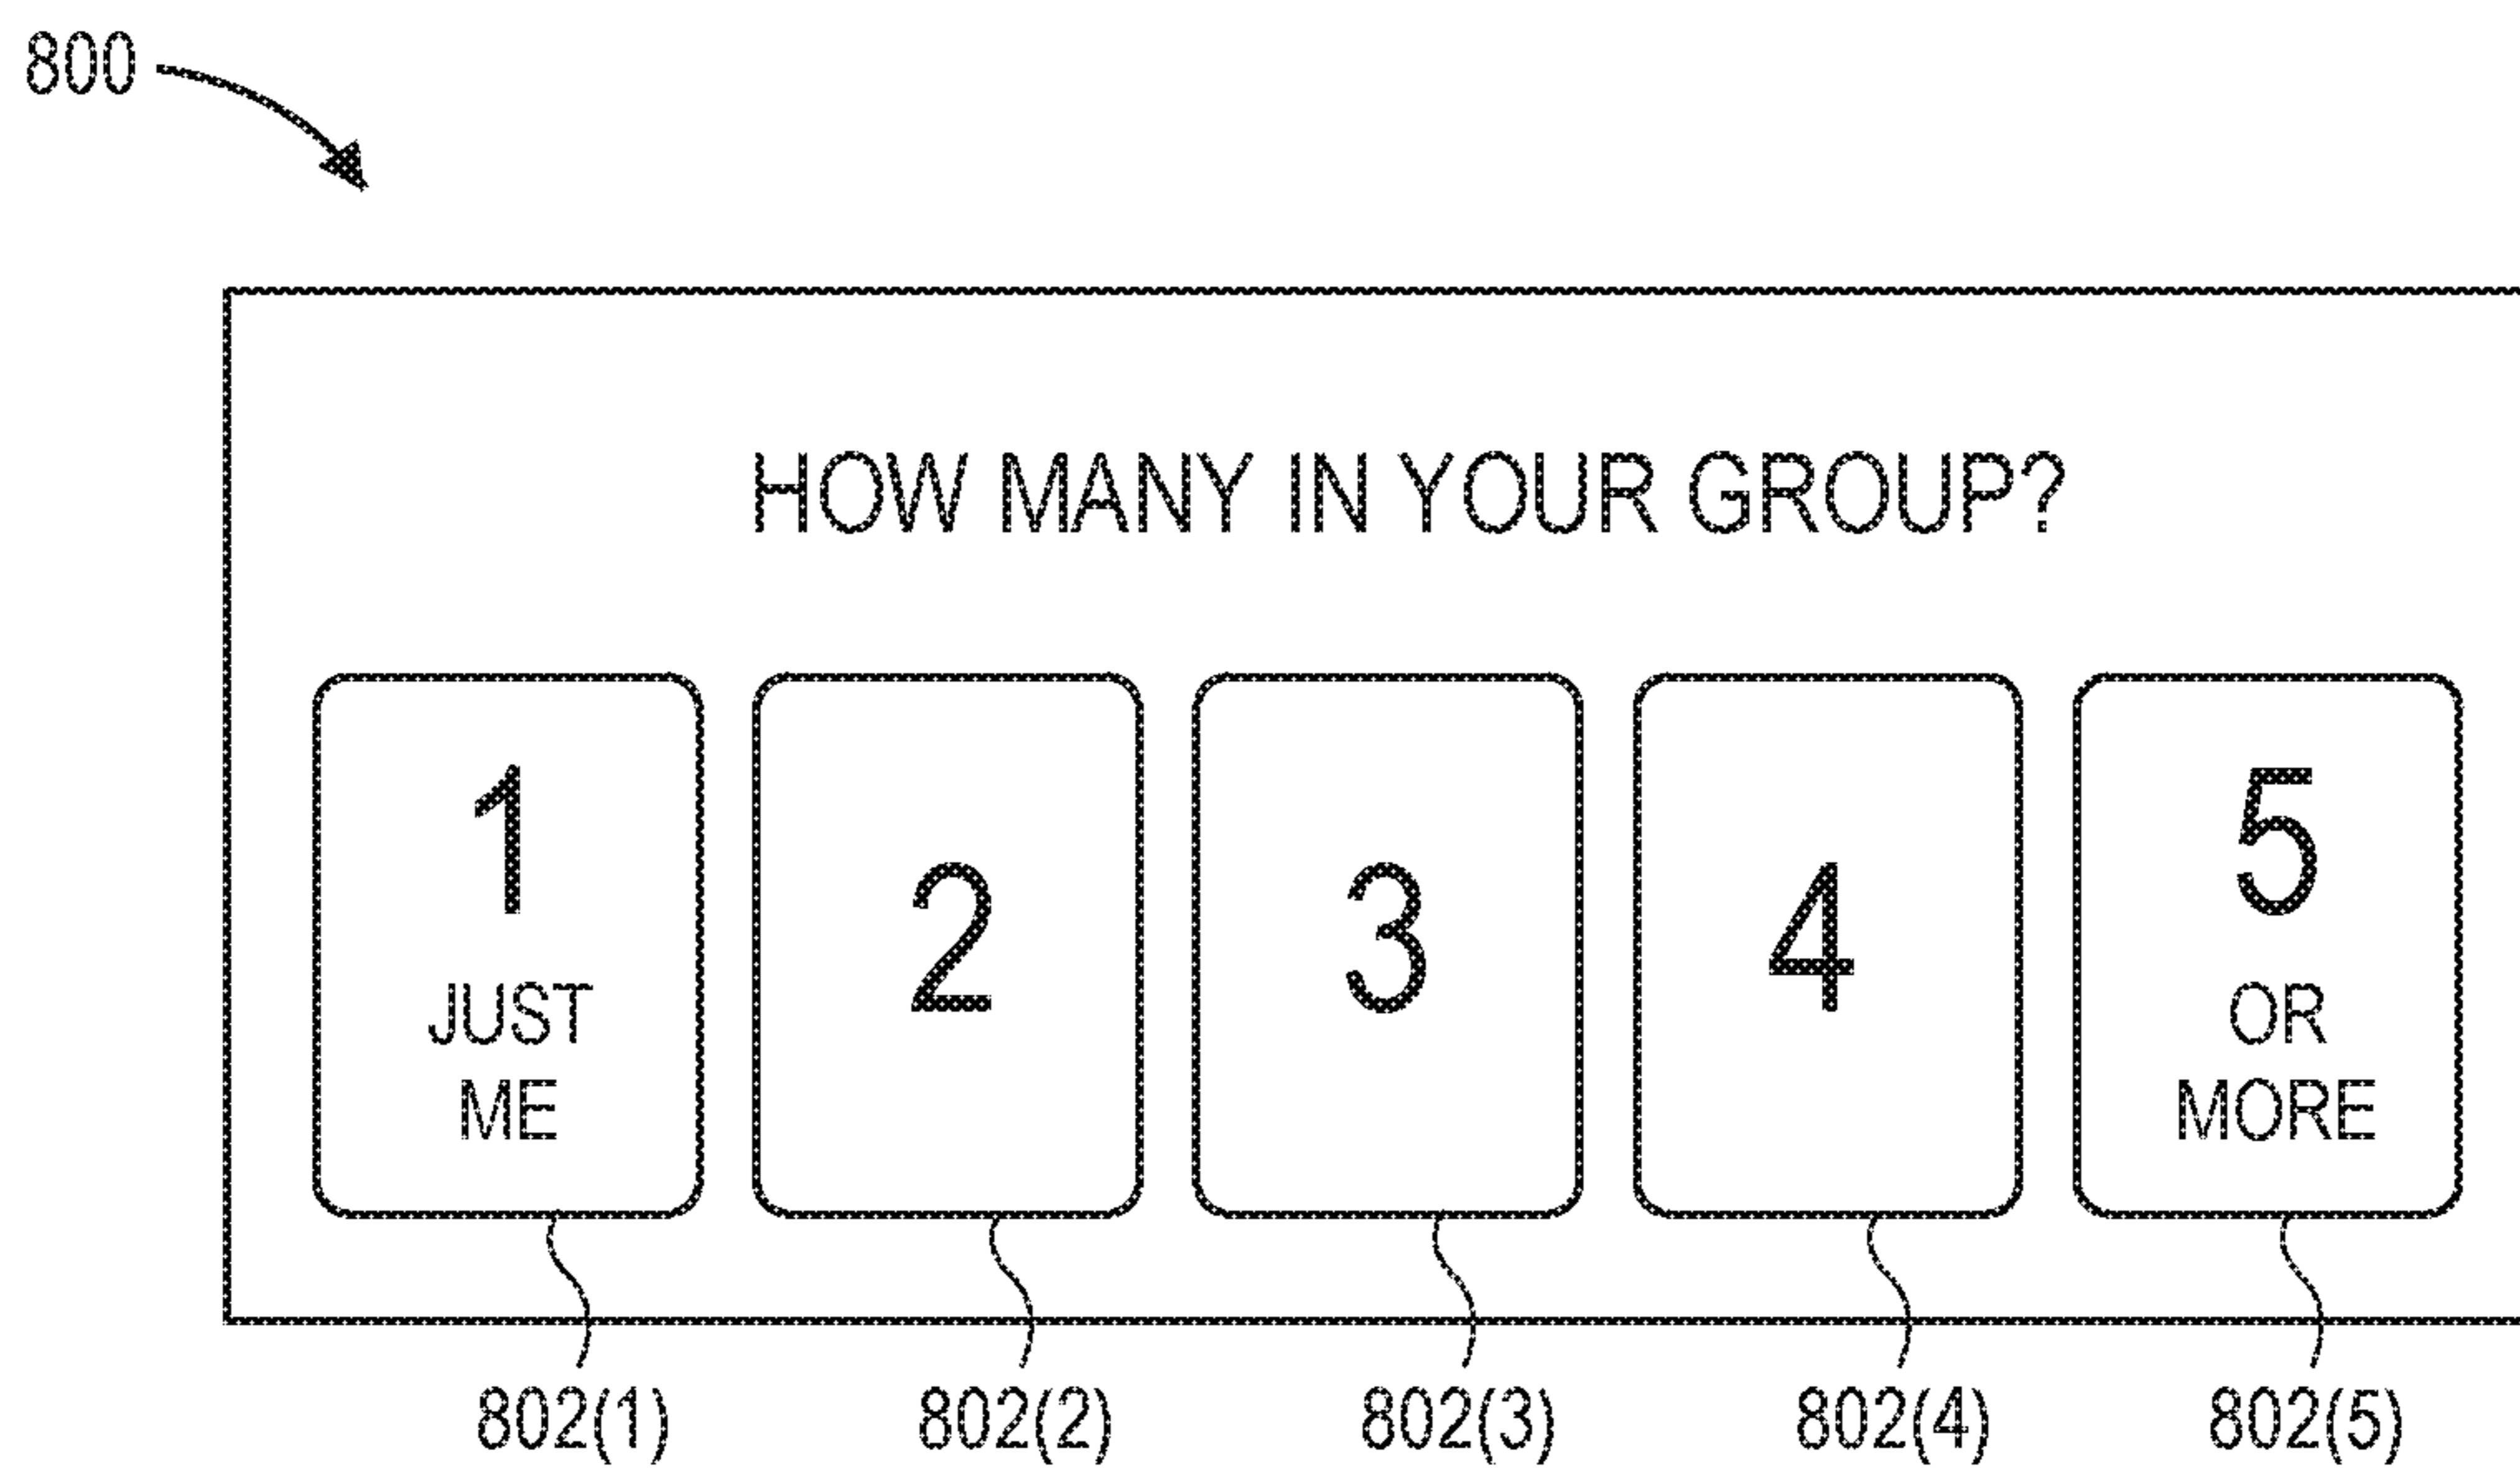 800
HOW MANY IN YOUR GROUP?
1
JUST
ME
2
3
4
5
OR
MORE
802(1) 802(2) 802(3) 802(4) 802(5)